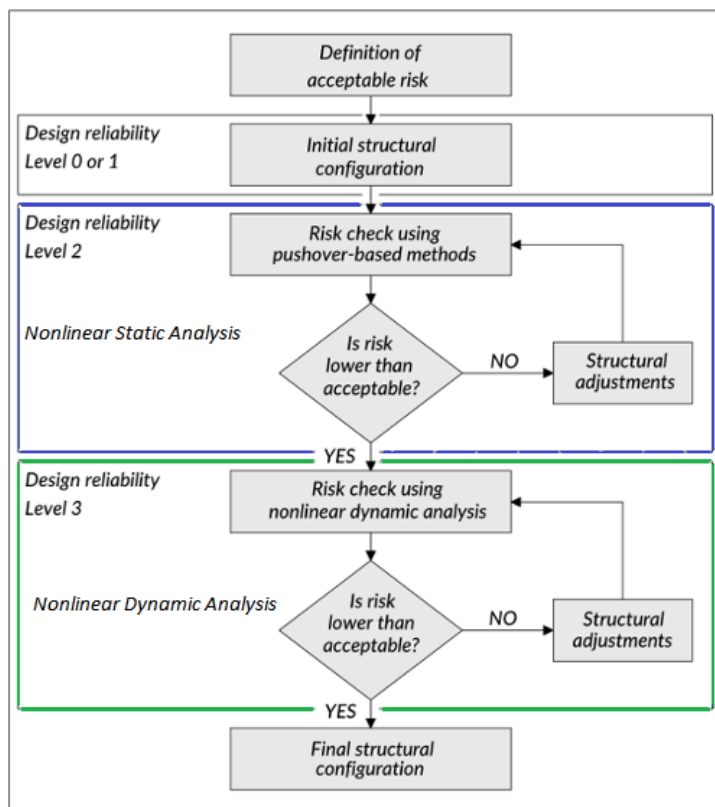 Definition of
acceptable risk
Design reliability
Level 0 or 1
Initial structural
configuration
Design reliability
Level 2
Risk check using
pushover-based methods
Nonlinear Static Analysis
Is risk
lower than
acceptable?
NO
Structural
adjustments
YES
Design reliability
Level 3
Risk check using
nonlinear dynamic analysis
Nonlinear Dynamic Analysis
Is risk
lower than
acceptable?
NO
Structural
adjustments
YES
Final structural
configuration